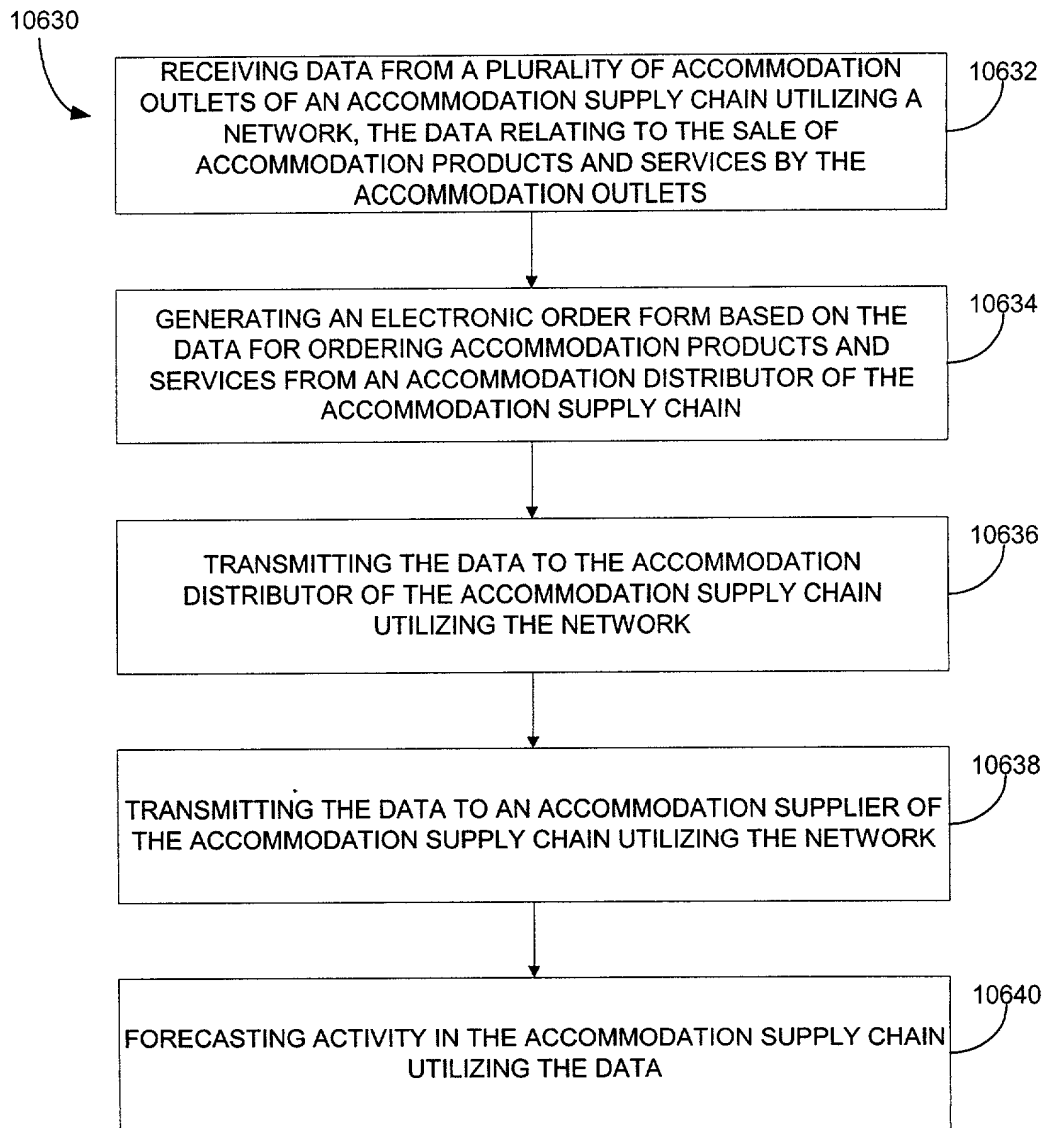 10630
RECEIVING DATA FROM A PLURALITY OF ACCOMMODATION
OUTLETS OF AN ACCOMMODATION SUPPLY CHAIN UTILIZING A
NETWORK, THE DATA RELATING TO THE SALE OF
ACCOMMODATION PRODUCTS AND SERVICES BY THE
ACCOMMODATION OUTLETS
10632
GENERATING AN ELECTRONIC ORDER FORM BASED ON THE
DATA FOR ORDERING ACCOMMODATION PRODUCTS AND
SERVICES FROM AN ACCOMMODATION DISTRIBUTOR OF THE
ACCOMMODATION SUPPLY CHAIN
10634
TRANSMITTING THE DATA TO THE ACCOMMODATION
DISTRIBUTOR OF THE ACCOMMODATION SUPPLY CHAIN
UTILIZING THE NETWORK
10636
TRANSMITTING THE DATA TO AN ACCOMMODATION SUPPLIER OF
THE ACCOMMODATION SUPPLY CHAIN UTILIZING THE NETWORK
10638
FORECASTING ACTIVITY IN THE ACCOMMODATION SUPPLY CHAIN
UTILIZING THE DATA
10640